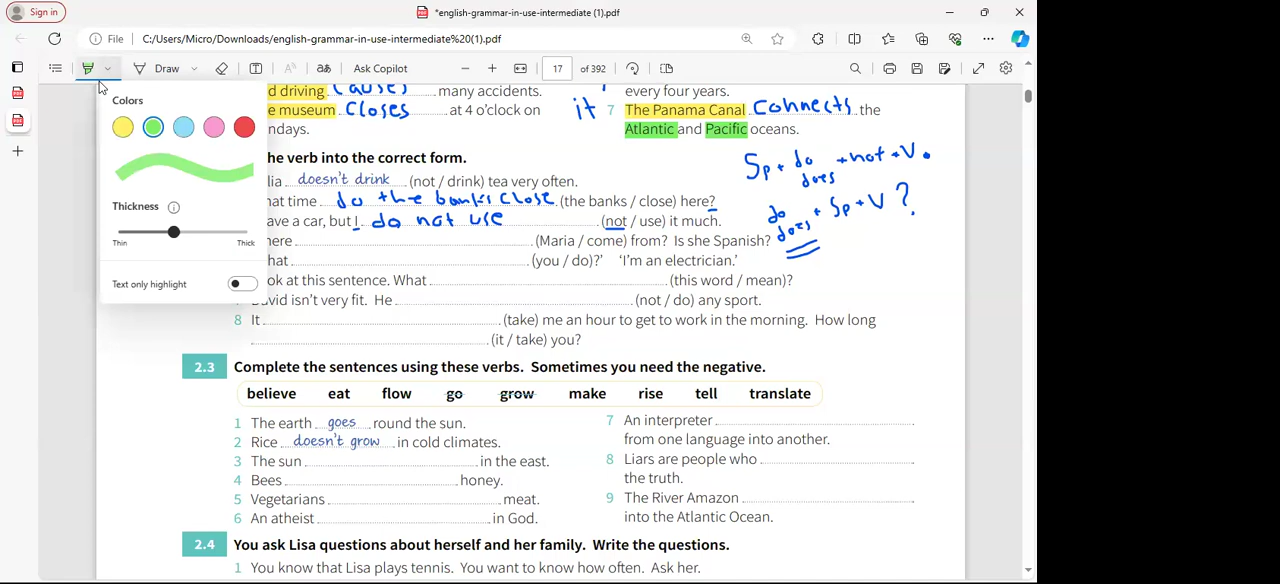 Sign in
*english-grammar-in-use-intermediate (1).pdf
File C:/Users/Micro/Downloads/english-grammar-in-use-intermediate%20(1).pdf
Draw Ask Copilot 17 of 392
Colors
Thickness
Thin Thick
Text only highlight
d driving causes many accidents.
e museum closes at 4 o'clock on
ndays.
it
every four years.
7 The Panama Canal connects the
Atlantic and Pacific oceans.
he verb into the correct form.
lia doesn't drink (not / drink) tea very often.
hat time do the banks close (the banks / close) here?
ave a car, but I do not use (not / use) it much.
here (Maria / come) from? Is she Spanish?
hat (you / do)?' 'I'm an electrician.'
ok at this sentence. What (this word / mean)?
David isn't very fit. He (not / do) any sport.
8 It (take) me an hour to get to work in the morning. How long
(it / take) you?
Sp + do + not + V.
does
do + Sp + V ?
does
2.3 Complete the sentences using these verbs. Sometimes you need the negative.
believe eat flow go grow make rise tell translate
1 The earth goes round the sun.
2 Rice doesn't grow in cold climates.
3 The sun in the east.
4 Bees honey.
5 Vegetarians meat.
6 An atheist in God.
7 An interpreter
from one language into another.
8 Liars are people who
the truth.
9 The River Amazon
into the Atlantic Ocean.
2.4 You ask Lisa questions about herself and her family. Write the questions.
1 You know that Lisa plays tennis. You want to know how often. Ask her.